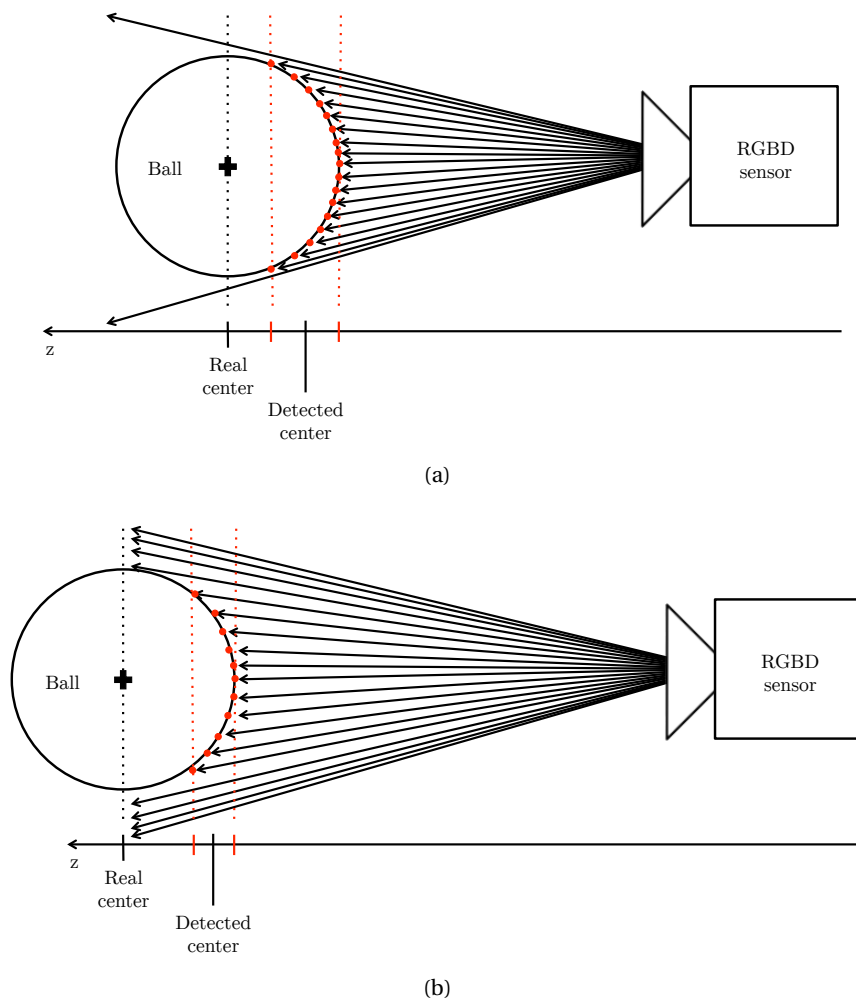 Ball
RGBD
sensor
z
Real
center
Detected
center
(a)
Ball
RGBD
sensor
z
Real
center
Detected
center
(b)